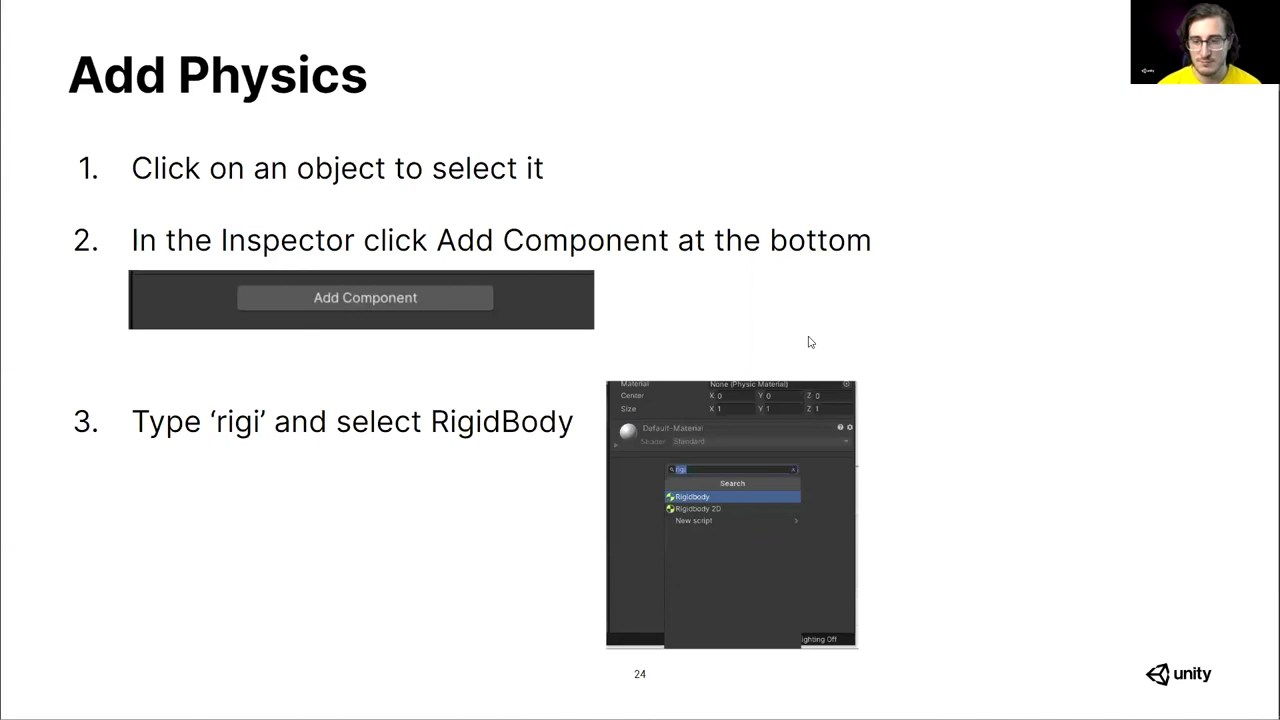 Add Physics
unity
1. Click on an object to select it
2. In the Inspector click Add Component at the bottom
Add Component
3. Type ‘rigi’ and select RigidBody
Material None (Physic Material)
Center X 0 Y 0 Z 0
Size X 1 Y 1 Z 1
Default-Material
Shader Standard
rigi
Search
Rigidbody
Rigidbody 2D
New script
ighting Off
24
unity